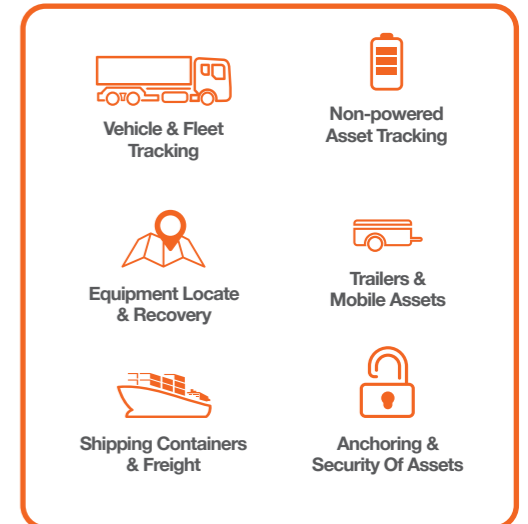 Vehicle & Fleet
Tracking
Non-powered
Asset Tracking
Equipment Locate
& Recovery
Trailers &
Mobile Assets
Shipping Containers
& Freight
Anchoring &
Security Of Assets